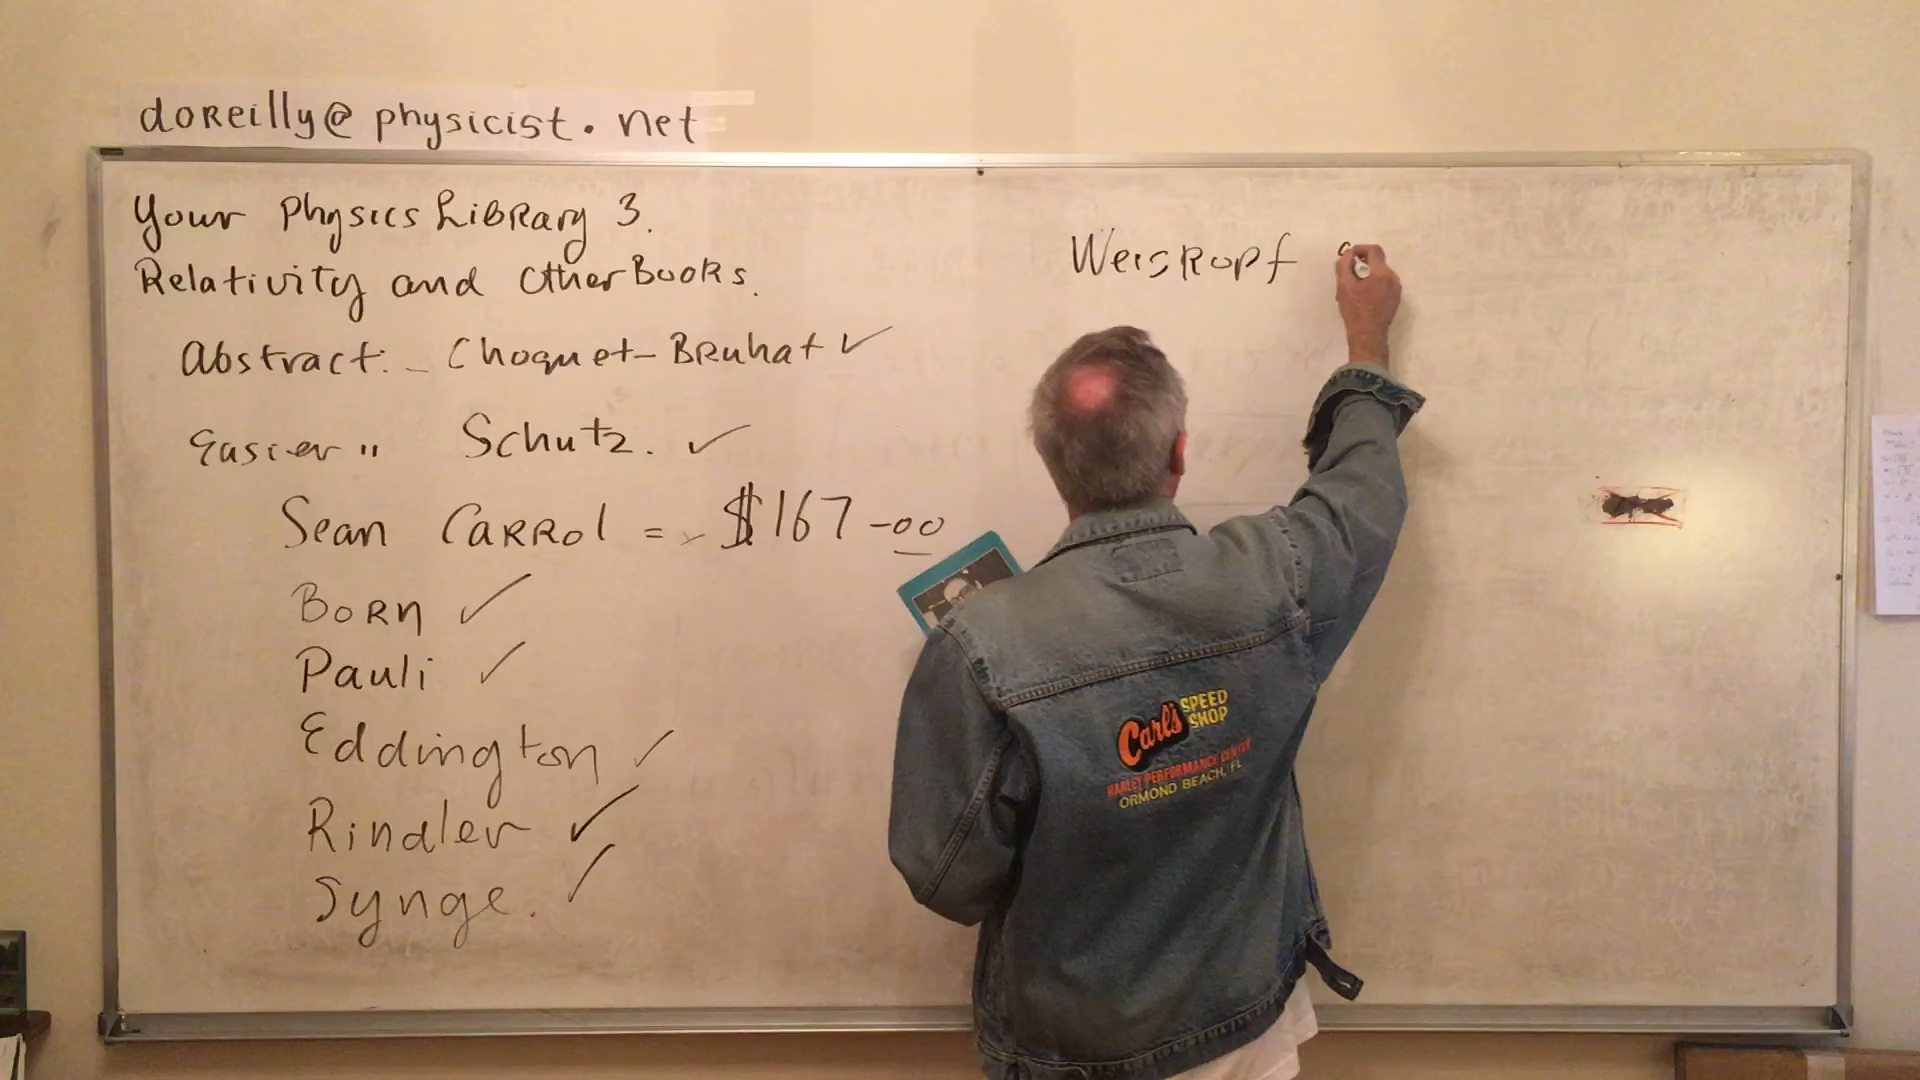 doreilly@physicist.net
Your Physics Library 3.
Relativity and Other Books.
Abstract: - Choquet-Bruhat ✓
Easier " Schutz. ✓
Sean Carrol = $167-00
Born ✓
Pauli ✓
Eddington ✓
Rindler ✓
Synge. ✓
Weiskopf
Carl's SPEED SHOP
HARLEY PERFORMANCE CENTER
ORMOND BEACH, FL